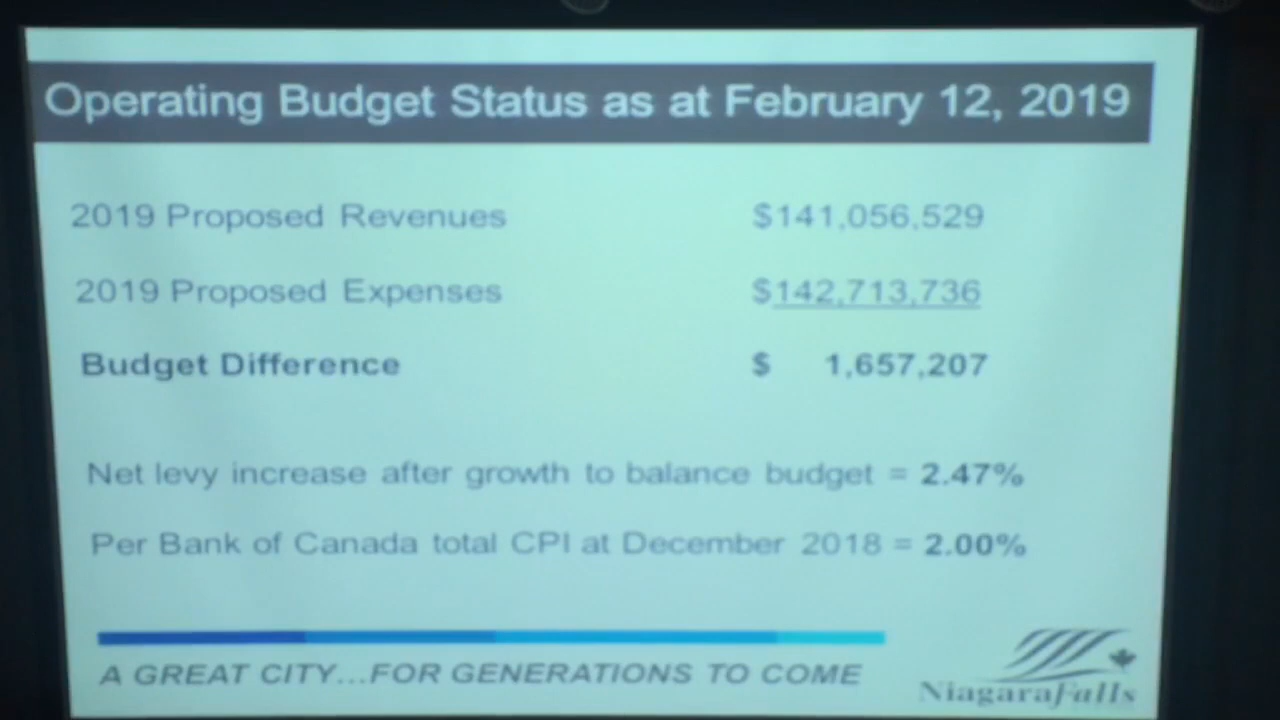 Operating Budget Status as at February 12, 2019
2019 Proposed Revenues $141,056,529
2019 Proposed Expenses $142,713,736
Budget Difference $ 1,657,207
Net levy increase after growth to balance budget = 2.47%
Per Bank of Canada total CPI at December 2018 = 2.00%
A GREAT CITY...FOR GENERATIONS TO COME
NiagaraFalls